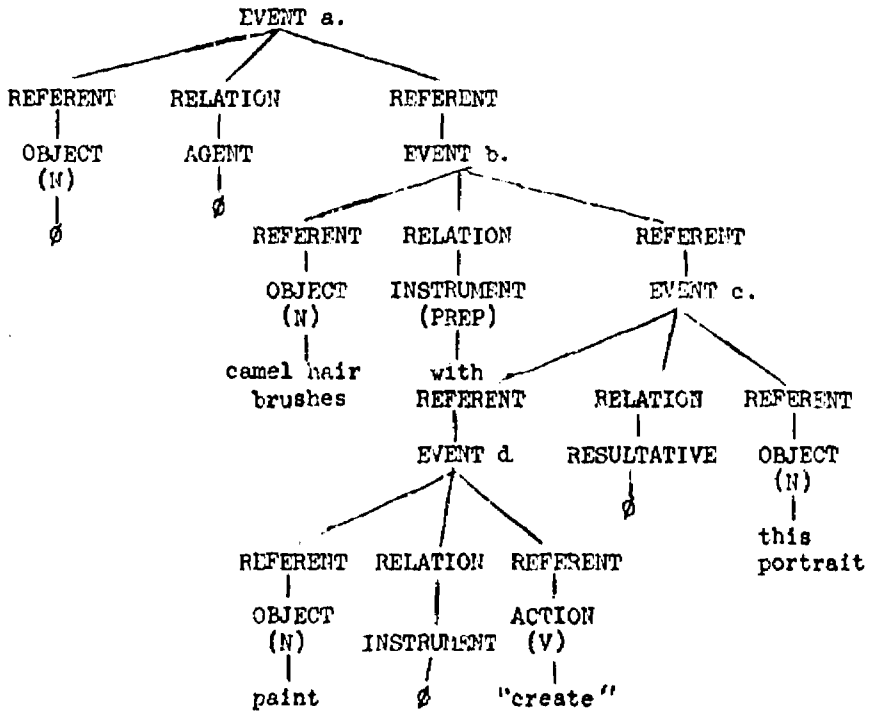 EVENT a.
REFERENT RELATION REFERENT
OBJECT AGENT EVENT b.
(N)
Ø Ø
REFERENT RELATION REFERENT
OBJECT INSTRUMENT EVENT c.
(N) (PREP)
camel hair with
brushes REFERENT RELATION REFERENT
EVENT d RESULTATIVE OBJECT
(N)
Ø
this
portrait
REFERENT RELATION REFERENT
OBJECT ACTION
(N) INSTRUMENT (V)
paint Ø "create"